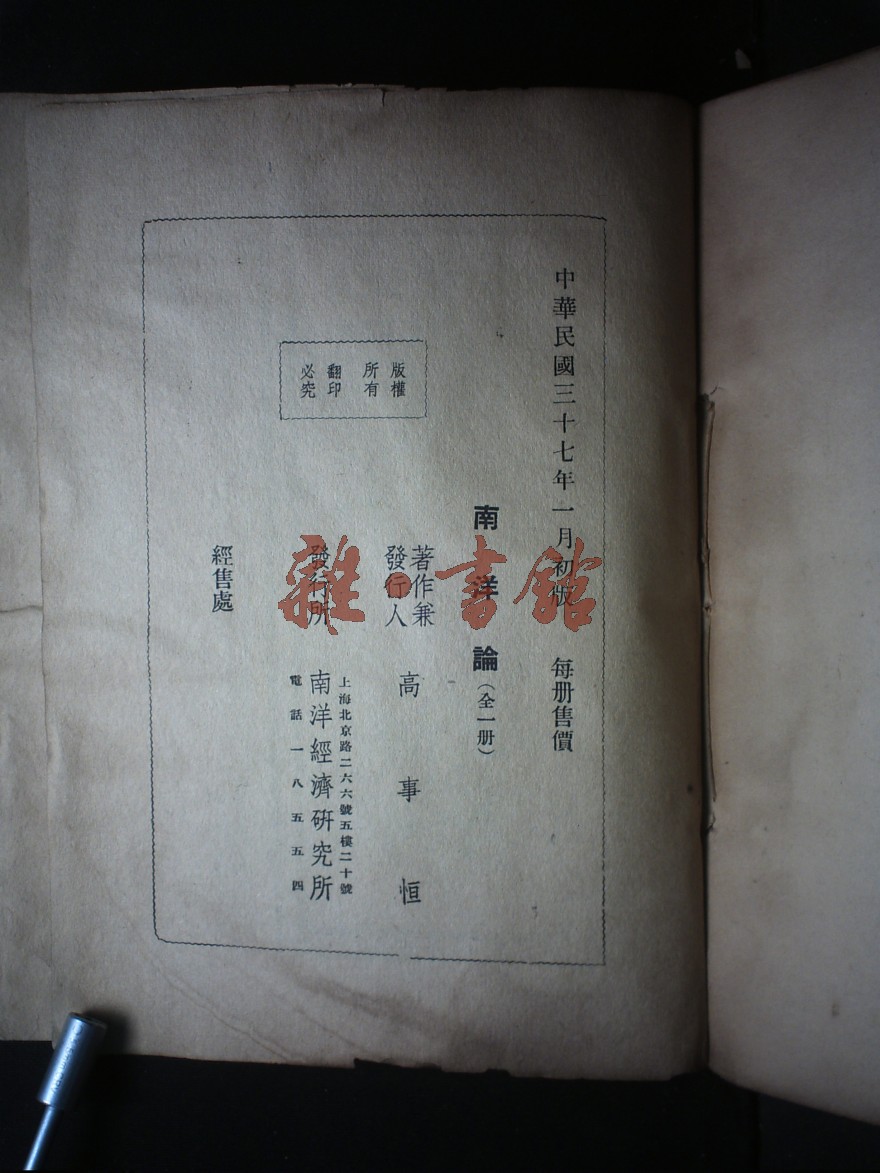 中華民國三十七年一月初版 每册售價
南洋論（全一册）
著作兼
發行人 高事恒
版權
所有
翻印
必究
上海北京路二六六號五樓二十號
發行所 南洋經濟研究所
電話一八五五四
經售處
雜·書館